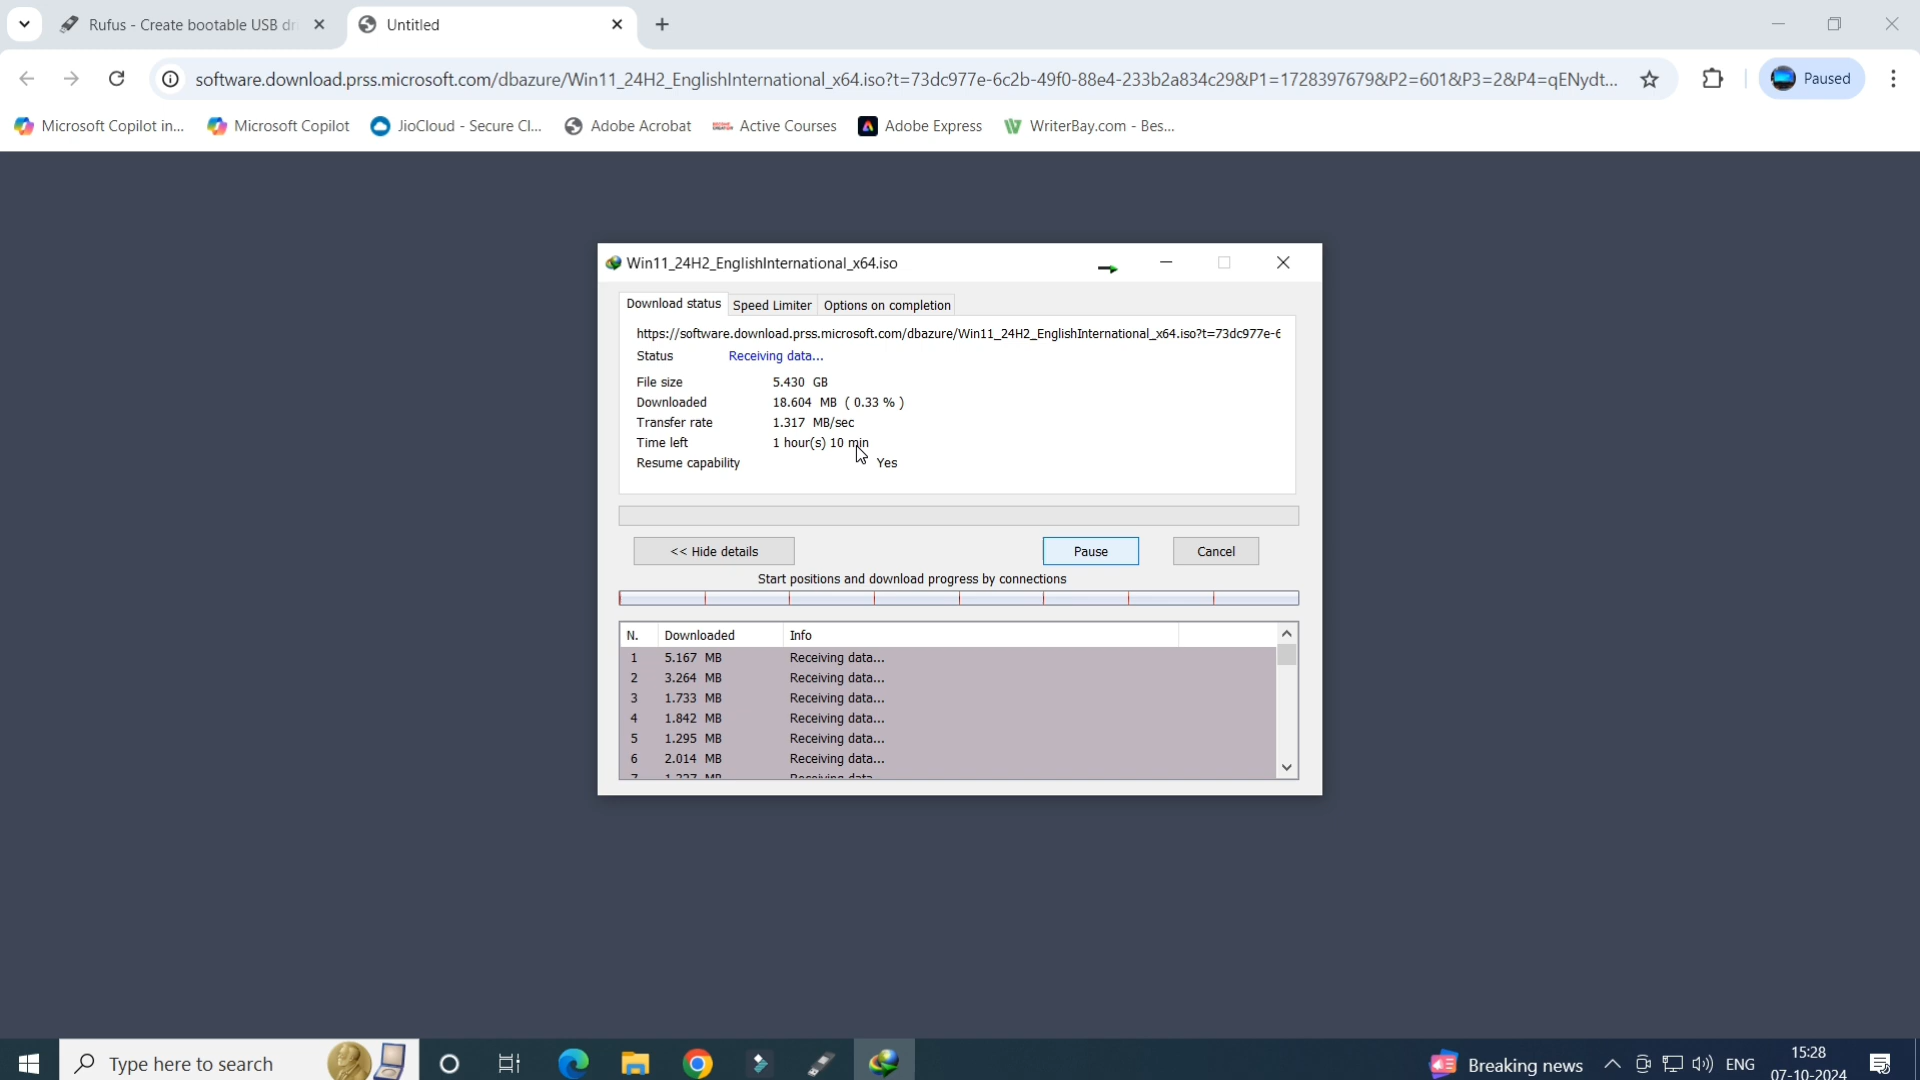 Rufus - Create bootable USB dri
Untitled
software.download.prss.microsoft.com/dbazure/Win11_24H2_EnglishInternational_x64.iso?t=73dc977e-6c2b-49f0-88e4-233b2a834c29&P1=1728397679&P2=601&P3=2&P4=qENydt...
Paused
Microsoft Copilot in...
Microsoft Copilot
JioCloud - Secure Cl...
Adobe Acrobat
Active Courses
Adobe Express
WriterBay.com - Bes...
Win11_24H2_EnglishInternational_x64.iso
Download status
Speed Limiter
Options on completion
https://software.download.prss.microsoft.com/dbazure/Win11_24H2_EnglishInternational_x64.iso?t=73dc977e-6
Status Receiving data...
File size 5.430 GB
Downloaded 18.604 MB ( 0.33 % )
Transfer rate 1.317 MB/sec
Time left 1 hour(s) 10 min
Resume capability Yes
<< Hide details
Pause
Cancel
Start positions and download progress by connections
N. Downloaded Info
1 5.167 MB Receiving data...
2 3.264 MB Receiving data...
3 1.733 MB Receiving data...
4 1.842 MB Receiving data...
5 1.295 MB Receiving data...
6 2.014 MB Receiving data...
Type here to search
Breaking news
ENG
15:28
07-10-2024